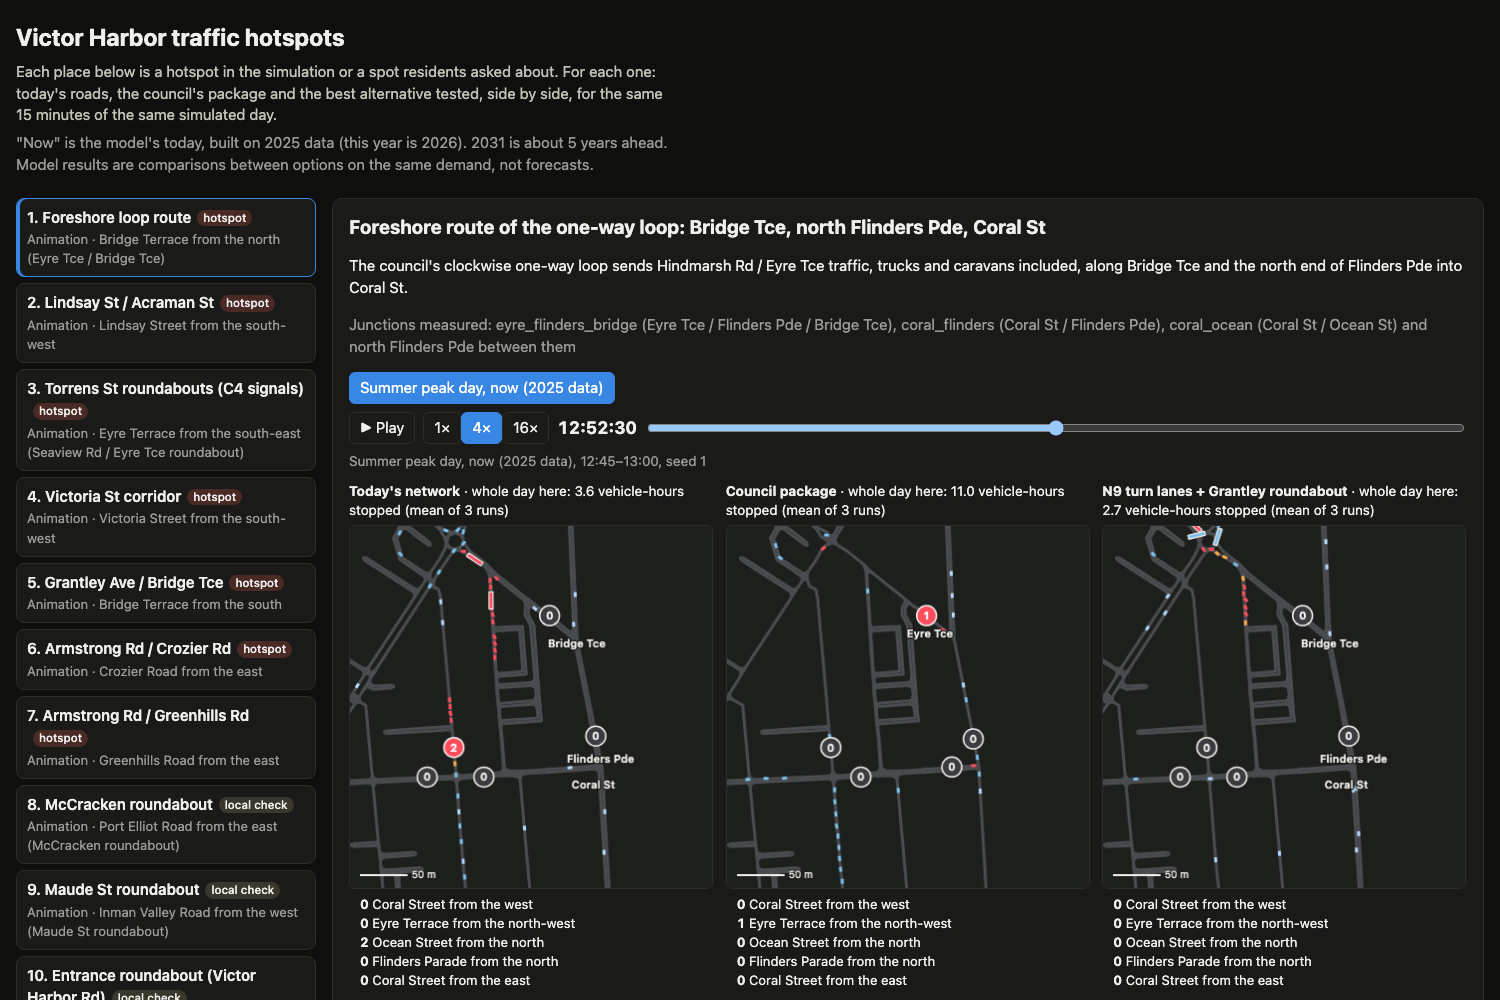 Victor Harbor traffic hotspots
Each place below is a hotspot in the simulation or a spot residents asked about. For each one:
today's roads, the council's package and the best alternative tested, side by side, for the same
15 minutes of the same simulated day.
"Now" is the model's today, built on 2025 data (this year is 2026). 2031 is about 5 years ahead.
Model results are comparisons between options on the same demand, not forecasts.
1. Foreshore loop route hotspot
Animation · Bridge Terrace from the north
(Eyre Tce / Bridge Tce)
2. Lindsay St / Acraman St hotspot
Animation · Lindsay Street from the south-
west
3. Torrens St roundabouts (C4 signals)
hotspot
Animation · Eyre Terrace from the south-east
(Seaview Rd / Eyre Tce roundabout)
4. Victoria St corridor hotspot
Animation · Victoria Street from the south-
west
5. Grantley Ave / Bridge Tce hotspot
Animation · Bridge Terrace from the south
6. Armstrong Rd / Crozier Rd hotspot
Animation · Crozier Road from the east
7. Armstrong Rd / Greenhills Rd
hotspot
Animation · Greenhills Road from the east
8. McCracken roundabout local check
Animation · Port Elliot Road from the east
(McCracken roundabout)
9. Maude St roundabout local check
Animation · Inman Valley Road from the west
(Maude St roundabout)
10. Entrance roundabout (Victor
Harbor Rd) local check
Foreshore route of the one-way loop: Bridge Tce, north Flinders Pde, Coral St
The council's clockwise one-way loop sends Hindmarsh Rd / Eyre Tce traffic, trucks and caravans included, along Bridge Tce and the north end of Flinders Pde into
Coral St.
Junctions measured: eyre_flinders_bridge (Eyre Tce / Flinders Pde / Bridge Tce), coral_flinders (Coral St / Flinders Pde), coral_ocean (Coral St / Ocean St) and
north Flinders Pde between them
Summer peak day, now (2025 data)
Play 1× 4× 16× 12:52:30
Summer peak day, now (2025 data), 12:45–13:00, seed 1
Today's network · whole day here: 3.6 vehicle-hours
stopped (mean of 3 runs)
0
Bridge Tce
2
0
Flinders Pde
0
0
Coral St
50 m
0 Coral Street from the west
0 Eyre Terrace from the north-west
2 Ocean Street from the north
0 Flinders Parade from the north
0 Coral Street from the east
Council package · whole day here: 11.0 vehicle-hours
stopped (mean of 3 runs)
1
Eyre Tce
0
0
0
0
50 m
0 Coral Street from the west
1 Eyre Terrace from the north-west
0 Ocean Street from the north
0 Flinders Parade from the north
0 Coral Street from the east
N9 turn lanes + Grantley roundabout · whole day here:
2.7 vehicle-hours stopped (mean of 3 runs)
0
Bridge Tce
0
0
Flinders Pde
0
0
Coral St
50 m
0 Coral Street from the west
0 Eyre Terrace from the north-west
0 Ocean Street from the north
0 Flinders Parade from the north
0 Coral Street from the east